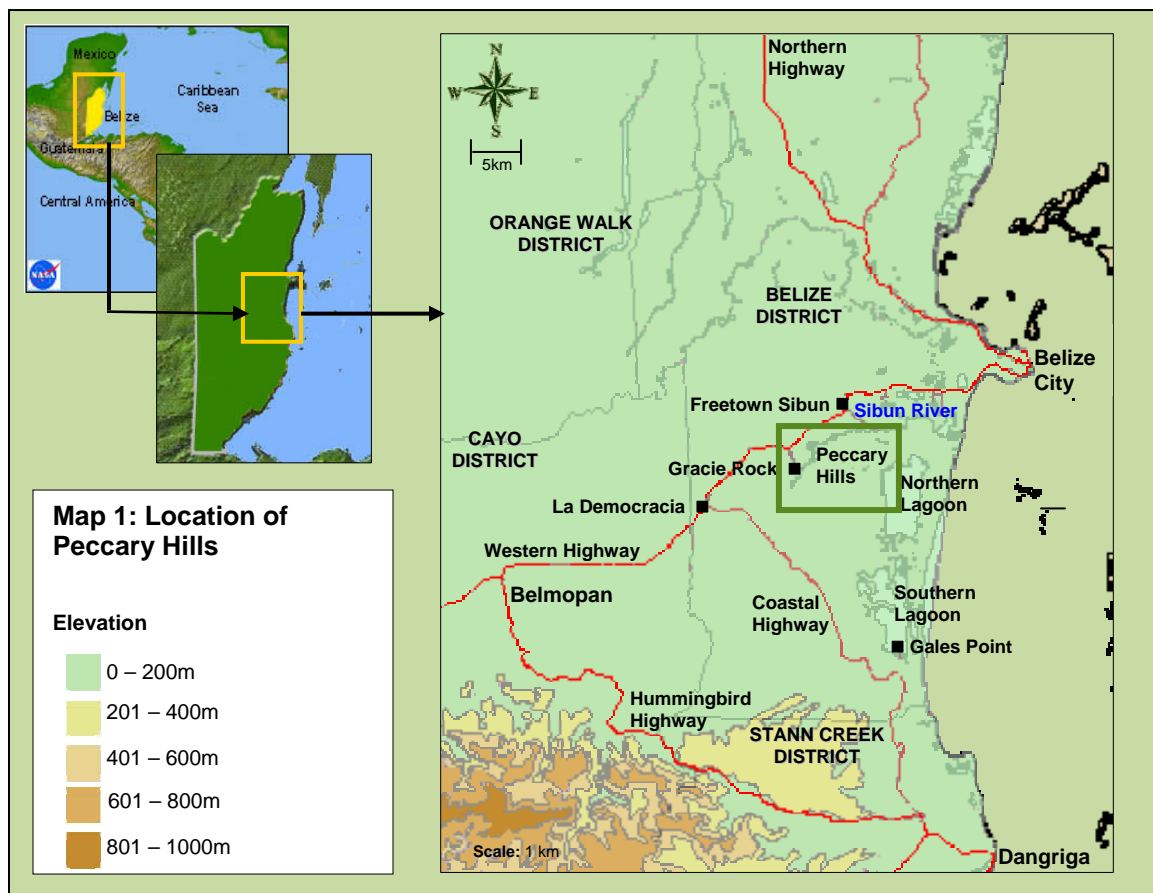 Mexico
Caribbean
Sea
Belize
Guatemala
Central America
NASA
Map 1: Location of
Peccary Hills
Elevation
0 – 200m
201 – 400m
401 – 600m
601 – 800m
801 – 1000m
N
W E
S
5km
Northern
Highway
ORANGE WALK
DISTRICT
BELIZE
DISTRICT
Belize
City
Freetown Sibun
Sibun River
CAYO
DISTRICT
Gracie Rock
Peccary
Hills
Northern
Lagoon
La Democracia
Western Highway
Belmopan
Coastal
Highway
Southern
Lagoon
Gales Point
Hummingbird
Highway
STANN CREEK
DISTRICT
Scale: 1 km
Dangriga